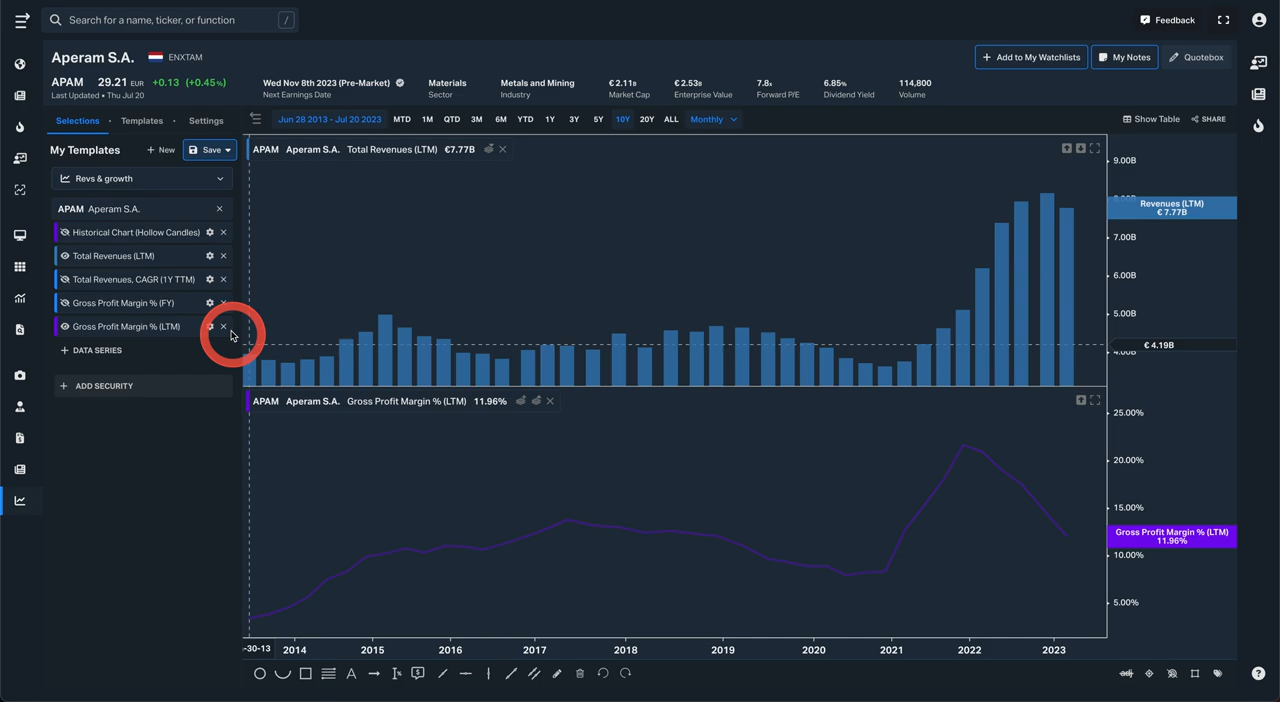 Search for a name, ticker, or function /
Feedback
Aperam S.A. ENXTAM
Add to My Watchlists
My Notes
Quotebox
APAM 29.21 EUR +0.13 (+0.45%)
Last Updated • Thu Jul 20
Wed Nov 8th 2023 (Pre-Market)
Next Earnings Date
Materials
Sector
Metals and Mining
Industry
€ 2.11B
Market Cap
€ 2.53B
Enterprise Value
7.8x
Forward P/E
6.85%
Dividend Yield
114,800
Volume
Selections • Templates • Settings
Jun 28 2013 - Jul 20 2023 MTD 1M QTD 3M 6M YTD 1Y 3Y 5Y 10Y 20Y ALL Monthly
Show Table
SHARE
My Templates
+ New
Save
Revs & growth
APAM Aperam S.A.
Historical Chart (Hollow Candles)
Total Revenues (LTM)
Total Revenues, CAGR (1Y TTM)
Gross Profit Margin % (FY)
Gross Profit Margin % (LTM)
+ DATA SERIES
+ ADD SECURITY
APAM Aperam S.A. Total Revenues (LTM) €7.77B
9.00B
Revenues (LTM)
€ 7.77B
7.00B
6.00B
5.00B
€ 4.19B
4.00B
APAM Aperam S.A. Gross Profit Margin % (LTM) 11.96%
25.00%
20.00%
15.00%
Gross Profit Margin % (LTM)
11.96%
10.00%
5.00%
-30-13 2014 2015 2016 2017 2018 2019 2020 2021 2022 2023